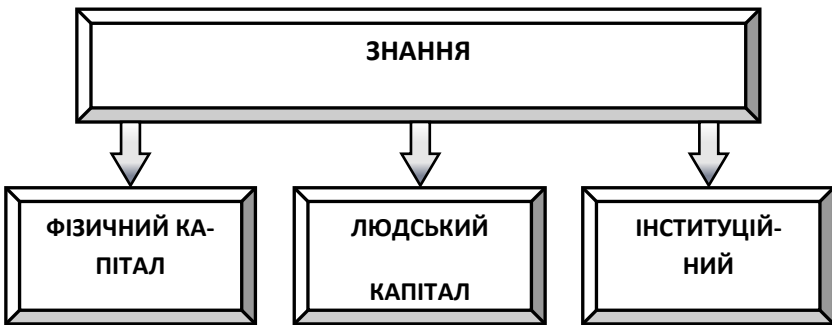 ЗНАННЯ
ФІЗИЧНИЙ КА-
ПІТАЛ
ЛЮДСЬКИЙ
КАПІТАЛ
ІНСТИТУЦІЙ-
НИЙ